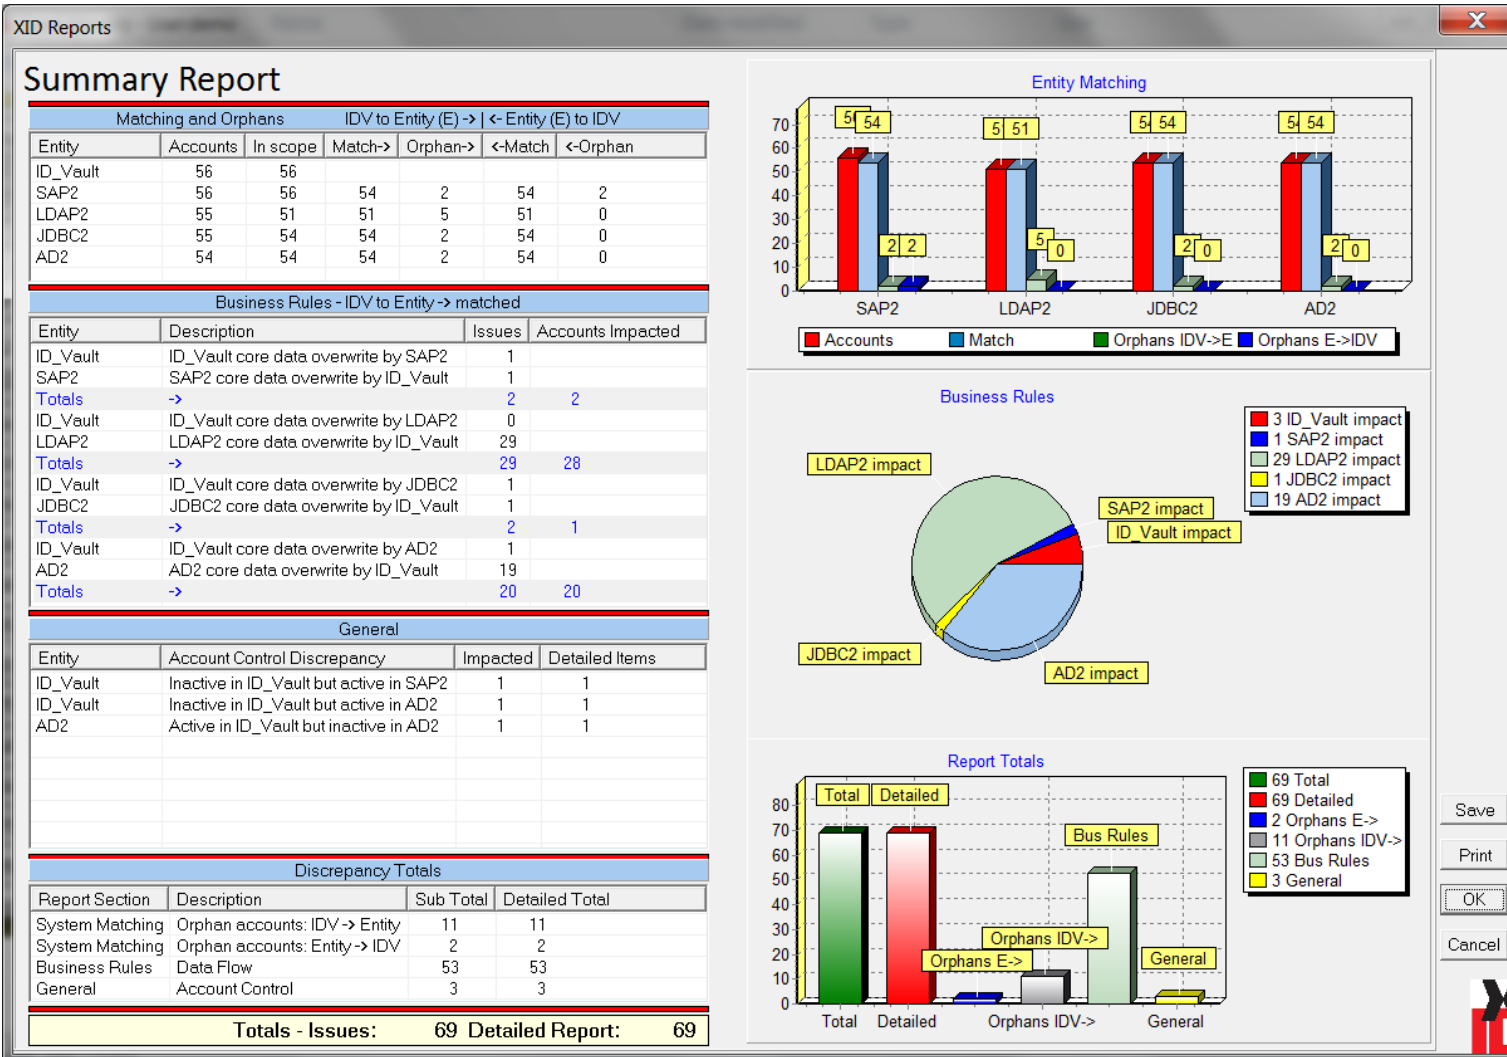 XID Reports
X
Summary Report
Matching and Orphans IDV to Entity (E) -> | <- Entity (E) to IDV
Entity Accounts In scope Match-> Orphan-> <-Match <-Orphan
ID_Vault 56 56
SAP2 56 56 54 2 54 2
LDAP2 55 51 51 5 51 0
JDBC2 55 54 54 2 54 0
AD2 54 54 54 2 54 0
Business Rules - IDV to Entity -> matched
Entity Description Issues Accounts Impacted
ID_Vault ID_Vault core data overwrite by SAP2 1
SAP2 SAP2 core data overwrite by ID_Vault 1
Totals -> 2 2
ID_Vault ID_Vault core data overwrite by LDAP2 0
LDAP2 LDAP2 core data overwrite by ID_Vault 29
Totals -> 29 28
ID_Vault ID_Vault core data overwrite by JDBC2 1
JDBC2 JDBC2 core data overwrite by ID_Vault 1
Totals -> 2 1
ID_Vault ID_Vault core data overwrite by AD2 1
AD2 AD2 core data overwrite by ID_Vault 19
Totals -> 20 20
General
Entity Account Control Discrepancy Impacted Detailed Items
ID_Vault Inactive in ID_Vault but active in SAP2 1 1
ID_Vault Inactive in ID_Vault but active in AD2 1 1
AD2 Active in ID_Vault but inactive in AD2 1 1
Discrepancy Totals
Report Section Description Sub Total Detailed Total
System Matching Orphan accounts: IDV -> Entity 11 11
System Matching Orphan accounts: Entity -> IDV 2 2
Business Rules Data Flow 53 53
General Account Control 3 3
Totals - Issues: 69 Detailed Report: 69
Entity Matching
70
60
50
40
30
20
10
0
54
51
54
54
2 2
5 0
2 0
2 0
SAP2 LDAP2 JDBC2 AD2
Accounts Match Orphans IDV->E Orphans E->IDV
Business Rules
3 ID_Vault impact
1 SAP2 impact
29 LDAP2 impact
1 JDBC2 impact
19 AD2 impact
LDAP2 impact
SAP2 impact
ID_Vault impact
JDBC2 impact
AD2 impact
Report Totals
80
70
60
50
40
30
20
10
0
Total Detailed
Bus Rules
Orphans IDV->
Orphans E->
General
Total Detailed Orphans IDV-> General
69 Total
69 Detailed
2 Orphans E->
11 Orphans IDV->
53 Bus Rules
3 General
Save
Print
OK
Cancel